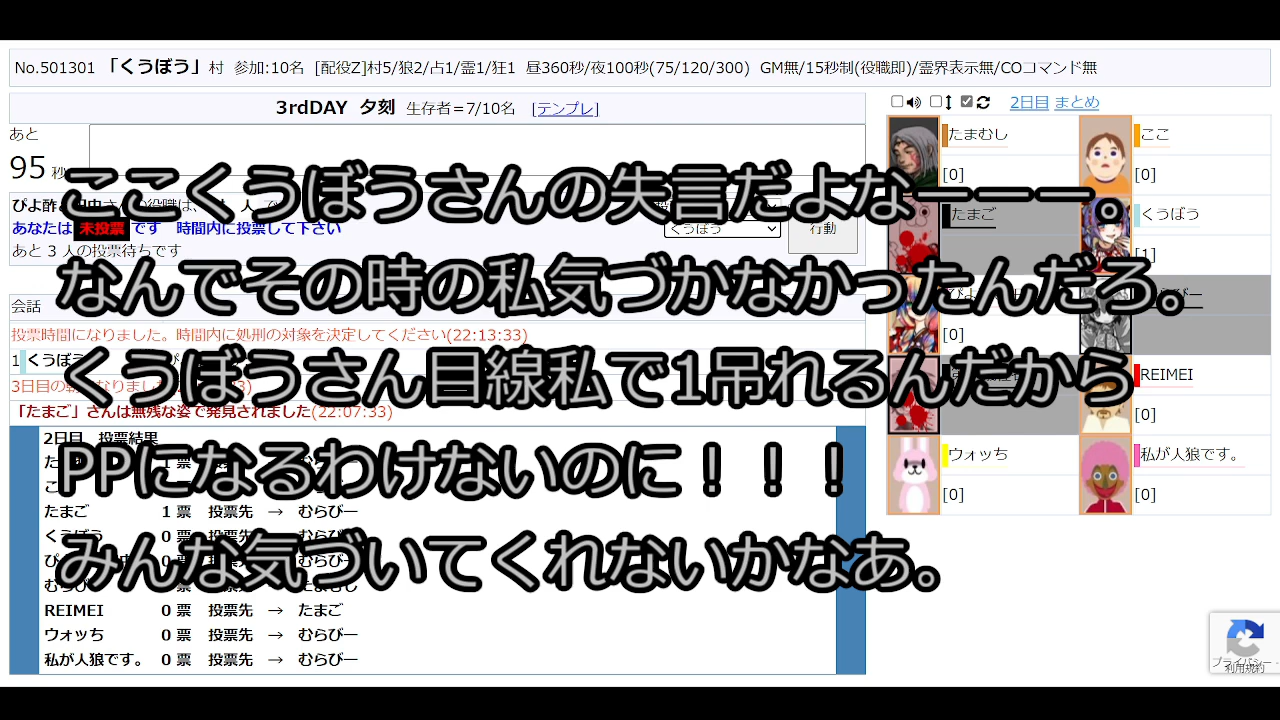 No.501301 「くうぼう」村 参加:10名 [配役Z]村5/狼2/占1/霊1/狂1 昼360秒/夜100秒(75/120/300) GM無/15秒制(役職即)/霊界表示無/COコマンド無
3rdDAY 夕刻 生存者＝7/10名 [テンプレ]
2日目 まとめ
あと
95 秒
ここくうぼうさんの失言だよなーーー。
なんでその時の私気づかなかったんだろ。
くうぼうさん目線私で1吊れるんだから
PPになるわけないのに！！！
みんな気づいてくれないかなあ。
あなたは 未投票 です 時間内に投票して下さい
あと 3 人の投票待ちです
くうぼう
行動
会話
投票時間になりました。時間内に処刑の対象を決定してください(22:13:33)
「たまご」さんは無残な姿で発見されました(22:07:33)
2日目 投票結果
たまご 1 票 投票先 → むらびー
REIMEI 0 票 投票先 → たまご
ウォッち 0 票 投票先 → むらびー
私が人狼です。 0 票 投票先 → むらびー
たまむし
[0]
ここ
[0]
たまご
くうぼう
[1]
[0]
REIMEI
[0]
ウォッち
[0]
私が人狼です。
[0]
プライバシー -
利用規約